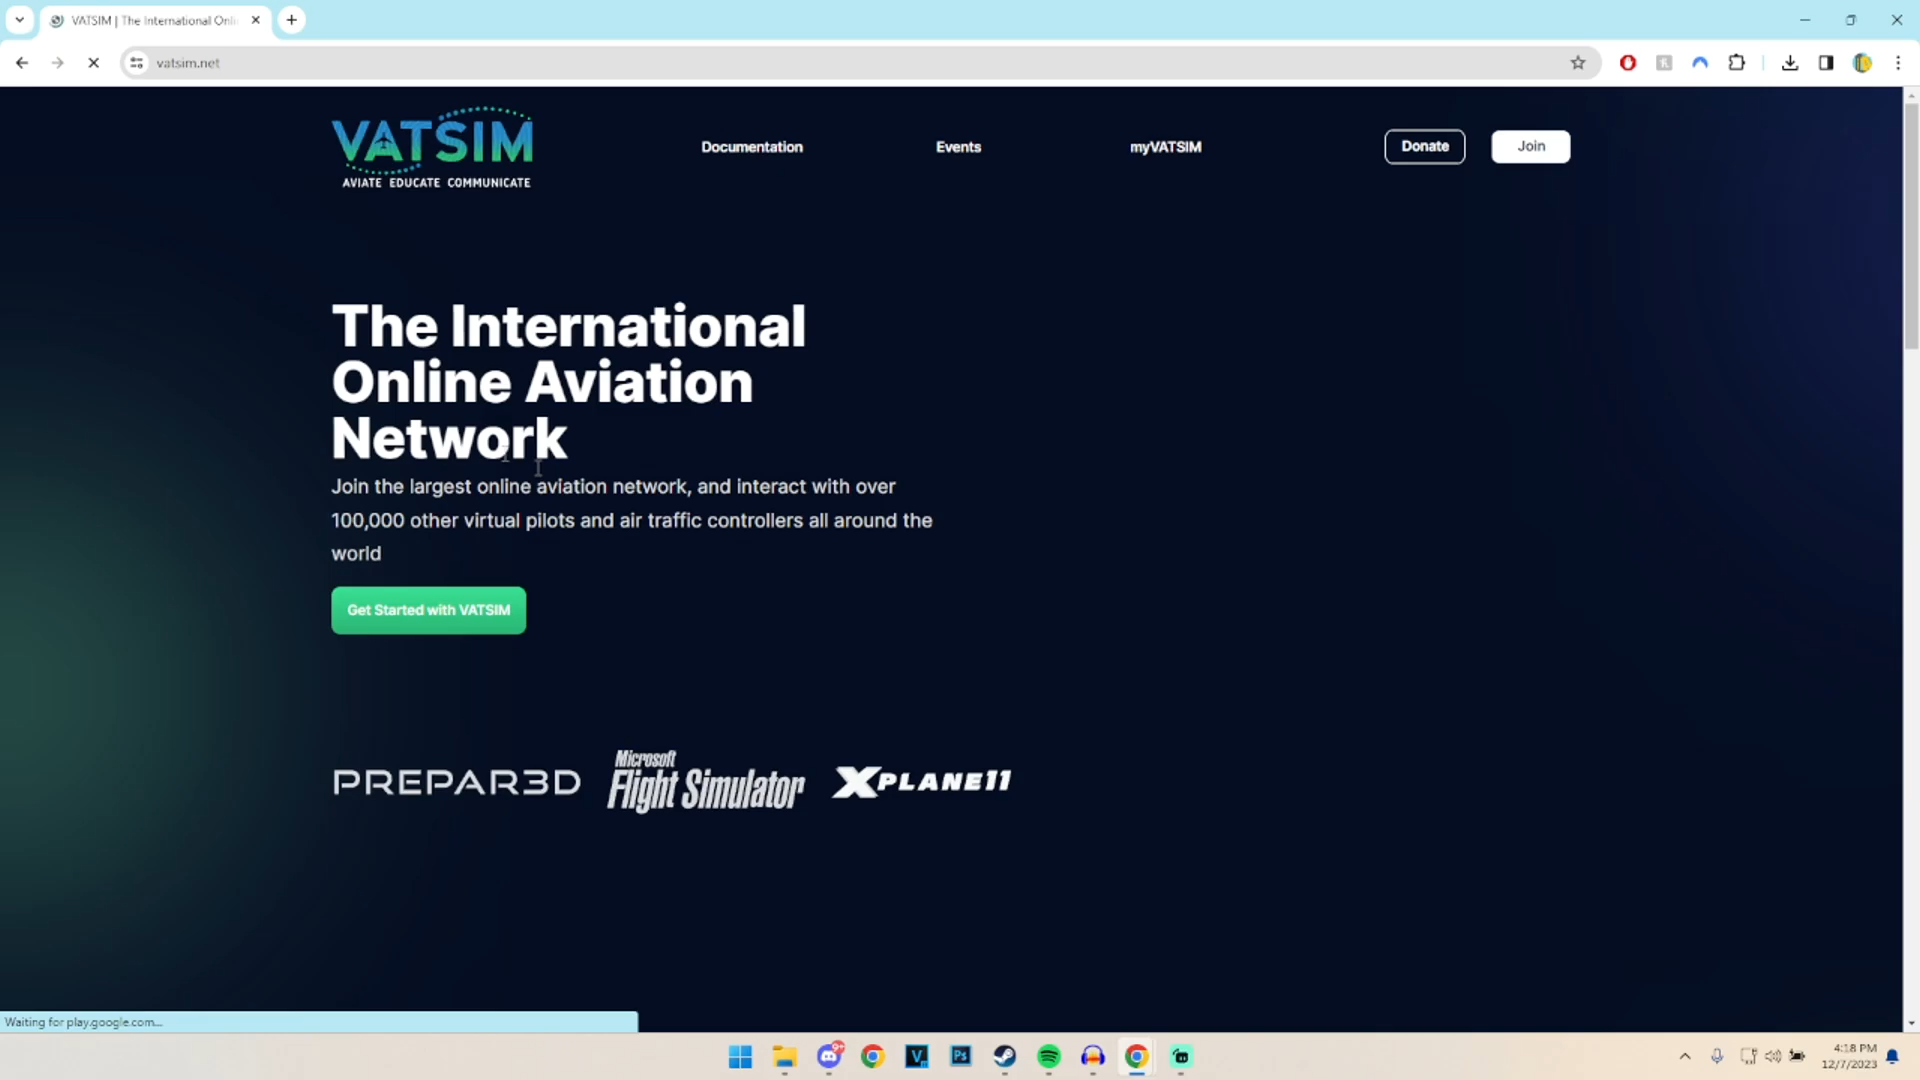 VATSIM | The International Onli
vatsim.net
VATSIM
AVIATE EDUCATE COMMUNICATE
Documentation
Events
myVATSIM
Donate
Join
The International
Online Aviation
Network
Join the largest online aviation network, and interact with over
100,000 other virtual pilots and air traffic controllers all around the
world
Get Started with VATSIM
PREPAR3D
Microsoft
Flight Simulator
XPLANE11
Waiting for play.google.com...
9+
V
Ps
4:18 PM
12/7/2023